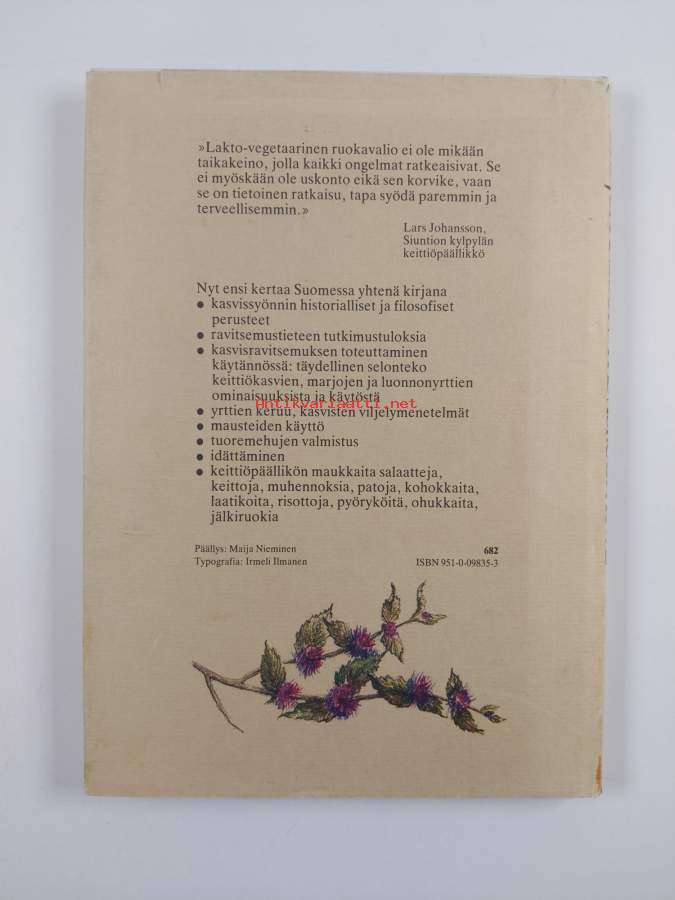 »Lakto-vegetaarinen ruokavalio ei ole mikään
taikakeino, jolla kaikki ongelmat ratkeaisivat. Se
ei myöskään ole uskonto eikä sen korvike, vaan
se on tietoinen ratkaisu, tapa syödä paremmin ja
terveellisemmin.»
Lars Johansson,
Siuntion kylpylän
keittiöpäällikkö
Nyt ensi kertaa Suomessa yhtenä kirjana
● kasvissyönnin historialliset ja filosofiset
perusteet
● ravitsemustieteen tutkimustuloksia
● kasvisravitsemuksen toteuttaminen
käytännössä: täydellinen selonteko
keittiökasvien, marjojen ja luonnonyrttien
ominaisuuksista ja käytöstä
Antikvariaatti.net
● yrttien keruu, kasvisten viljelymenetelmät
● mausteiden käyttö
● tuoremehujen valmistus
● idättäminen
● keittiöpäällikön maukkaita salaatteja,
keittoja, muhennoksia, patoja, kohokkaita,
laatikoita, risottoja, pyöryköitä, ohukkaita,
jälkiruokia
Päällys: Maija Nieminen 682
Typografia: Irmeli Ilmanen ISBN 951-0-09835-3